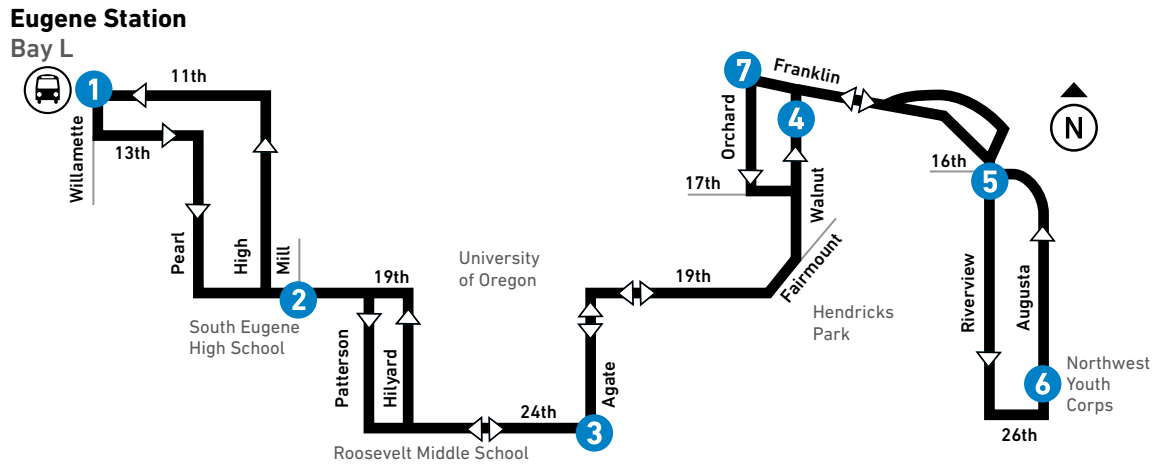 Eugene Station
Bay L
1
11th
Willamette
13th
Pearl
High
Mill
2
19th
South Eugene
High School
Patterson
Hilyard
24th
Roosevelt Middle School
3
Agate
University
of Oregon
19th
Fairmount
Hendricks
Park
7
Franklin
Orchard
4
17th
Walnut
16th
5
N
Riverview
Augusta
6
Northwest
Youth
Corps
26th